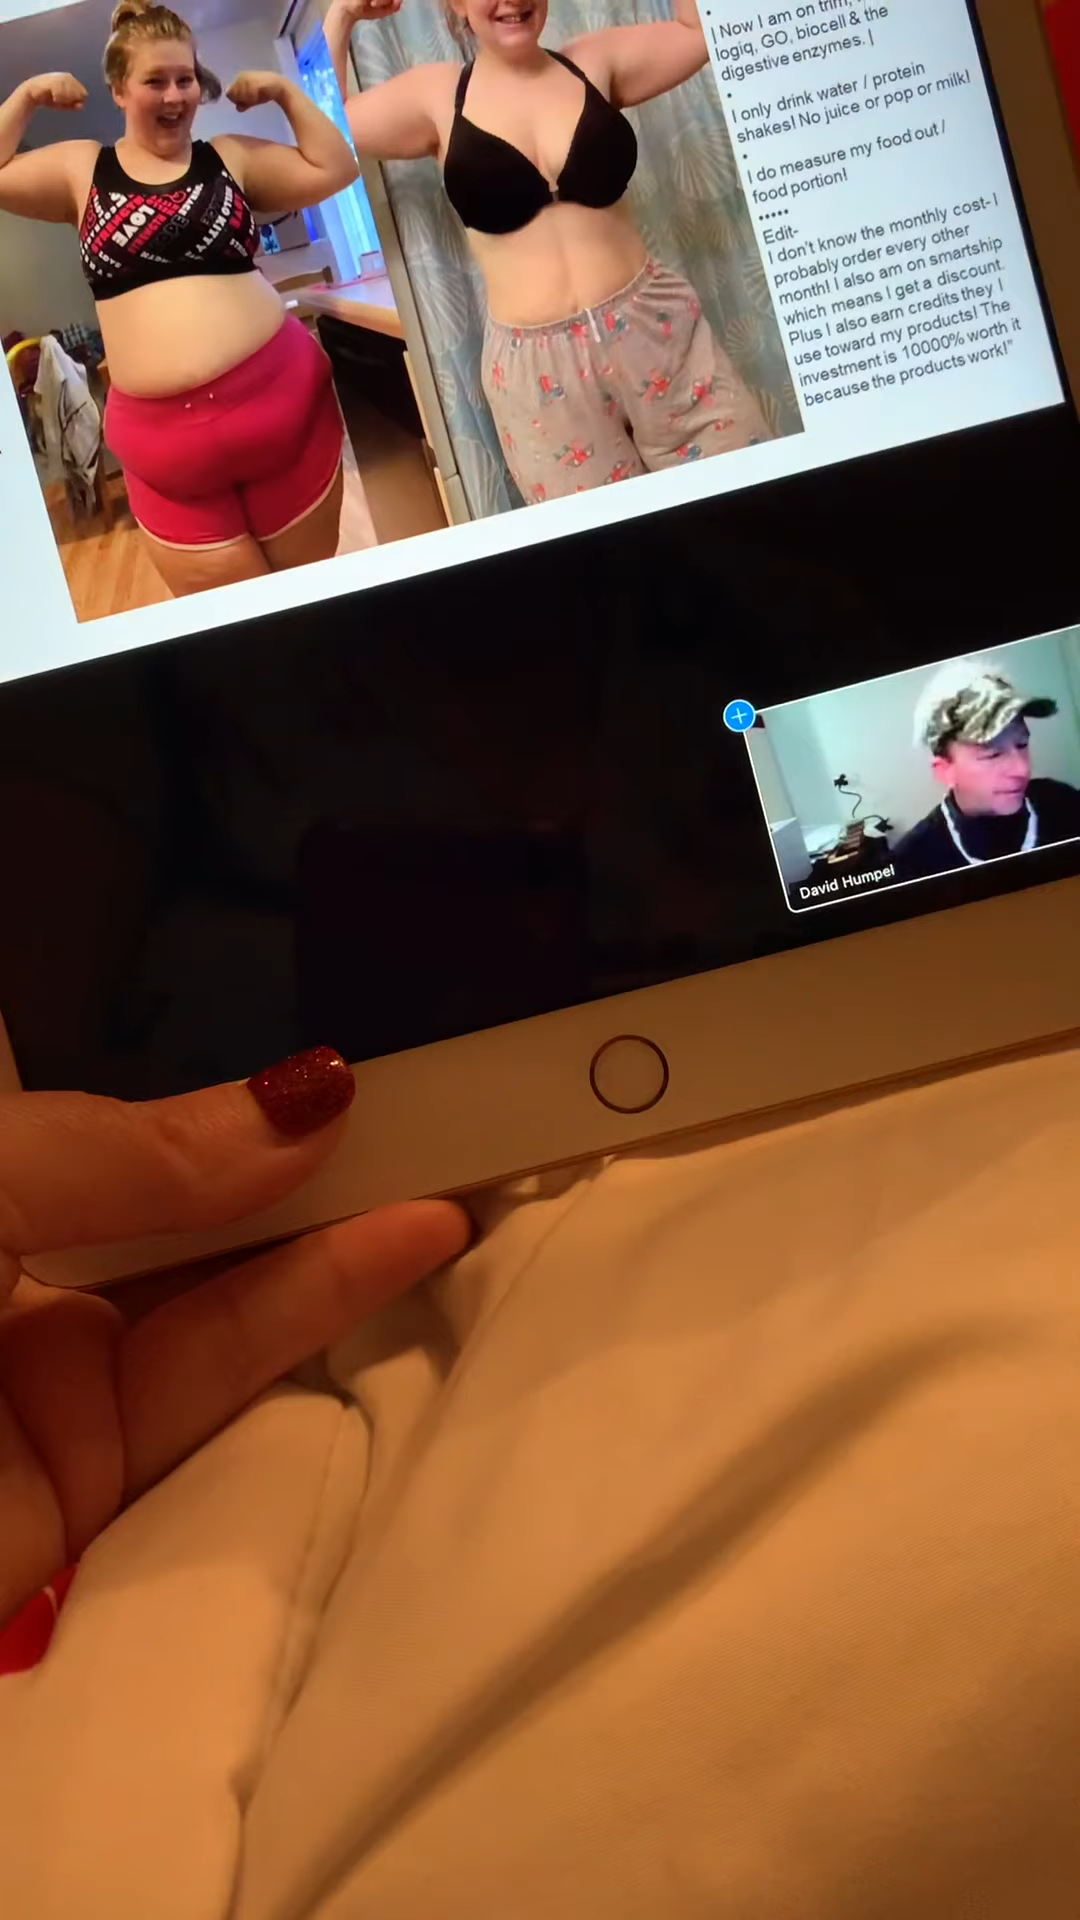 | Now I am on trim,
logiq, GO, biocell & the
digestive enzymes. |
•
I only drink water / protein
shakes! No juice or pop or milk!
•
I do measure my food out /
food portion!
•••••
Edit-
I don't know the monthly cost- I
probably order every other
month! I also am on smartship
which means I get a discount.
Plus I also earn credits they I
use toward my products! The
investment is 10000% worth it
because the products work!"
LOVE
David Humpel